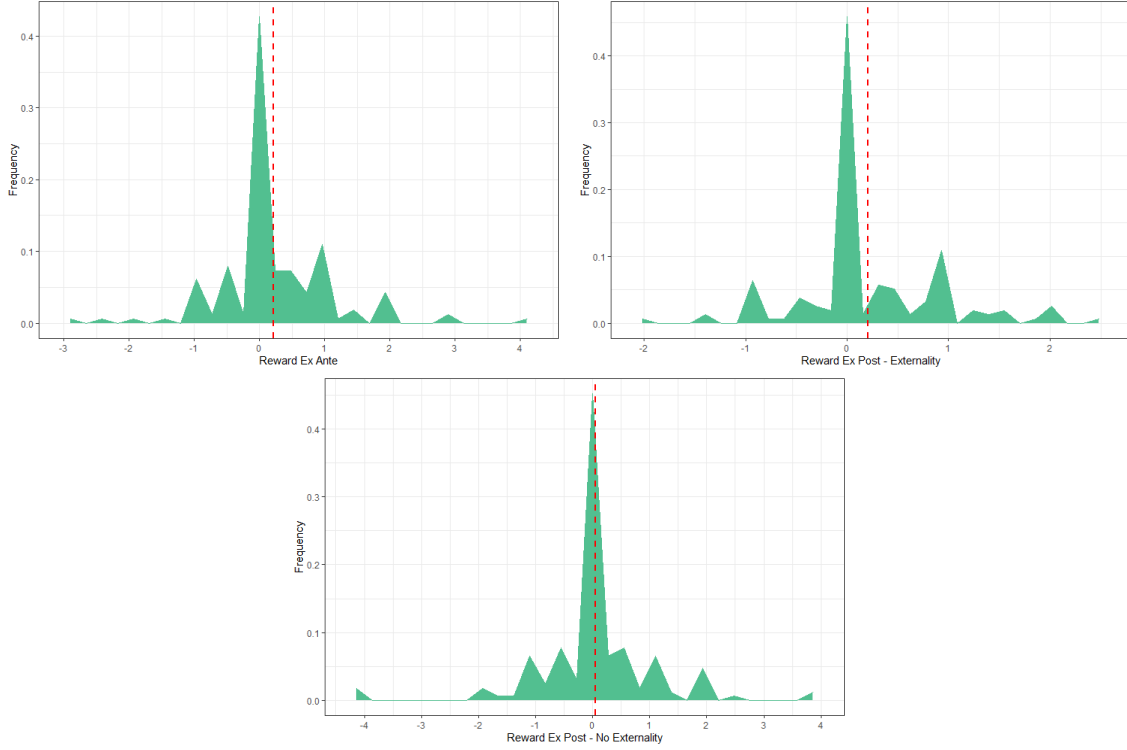 Frequency
0.4
0.3
0.2
0.1
0.0
-3 -2 -1 0 1 2 3 4
Reward Ex Ante
Frequency
0.4
0.3
0.2
0.1
0.0
-2 -1 0 1 2
Reward Ex Post - Externality
Frequency
0.4
0.3
0.2
0.1
0.0
-4 -3 -2 -1 0 1 2 3 4
Reward Ex Post - No Externality